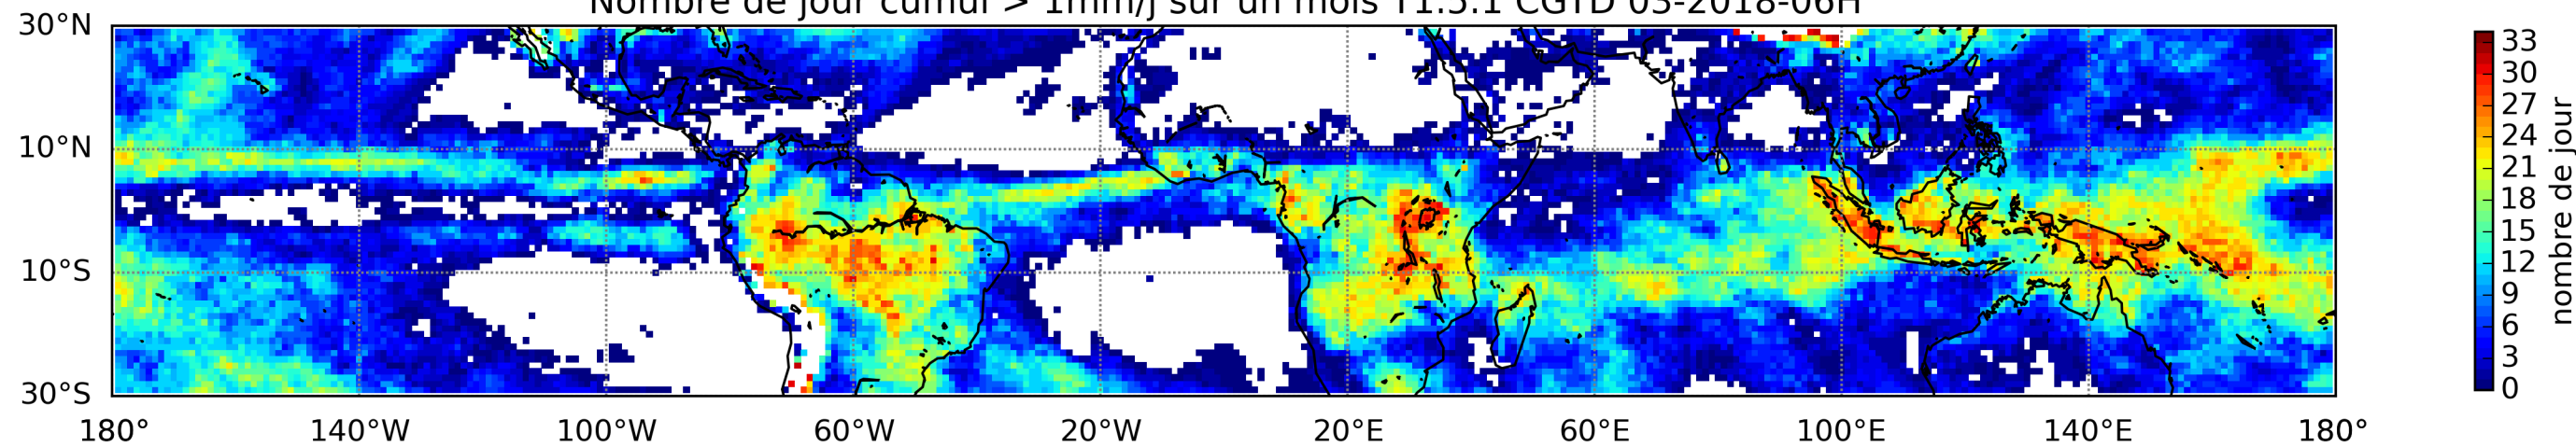 Nombre de jour cumul > 1mm/j sur un mois T1.5.1 CGTD 03-2018-06H
30°N
10°N
10°S
30°S
180°
140°W
100°W
60°W
20°W
20°E
60°E
100°E
140°E
180°
33
30
27
24
21
18
15
12
9
6
3
0
nombre de jour